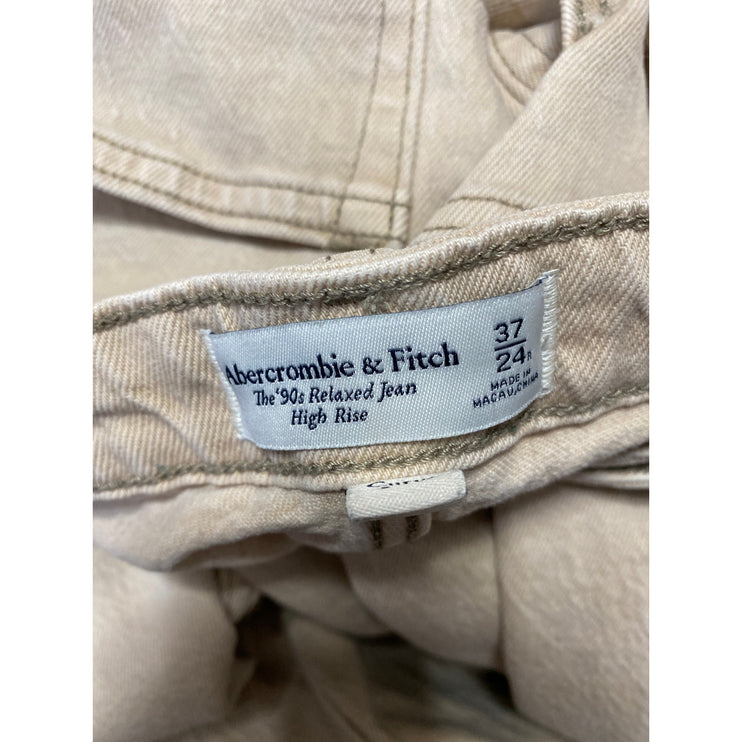 Abercrombie & Fitch
The '90s Relaxed Jean
High Rise
37
24R
MADE IN
MACAU, CHINA